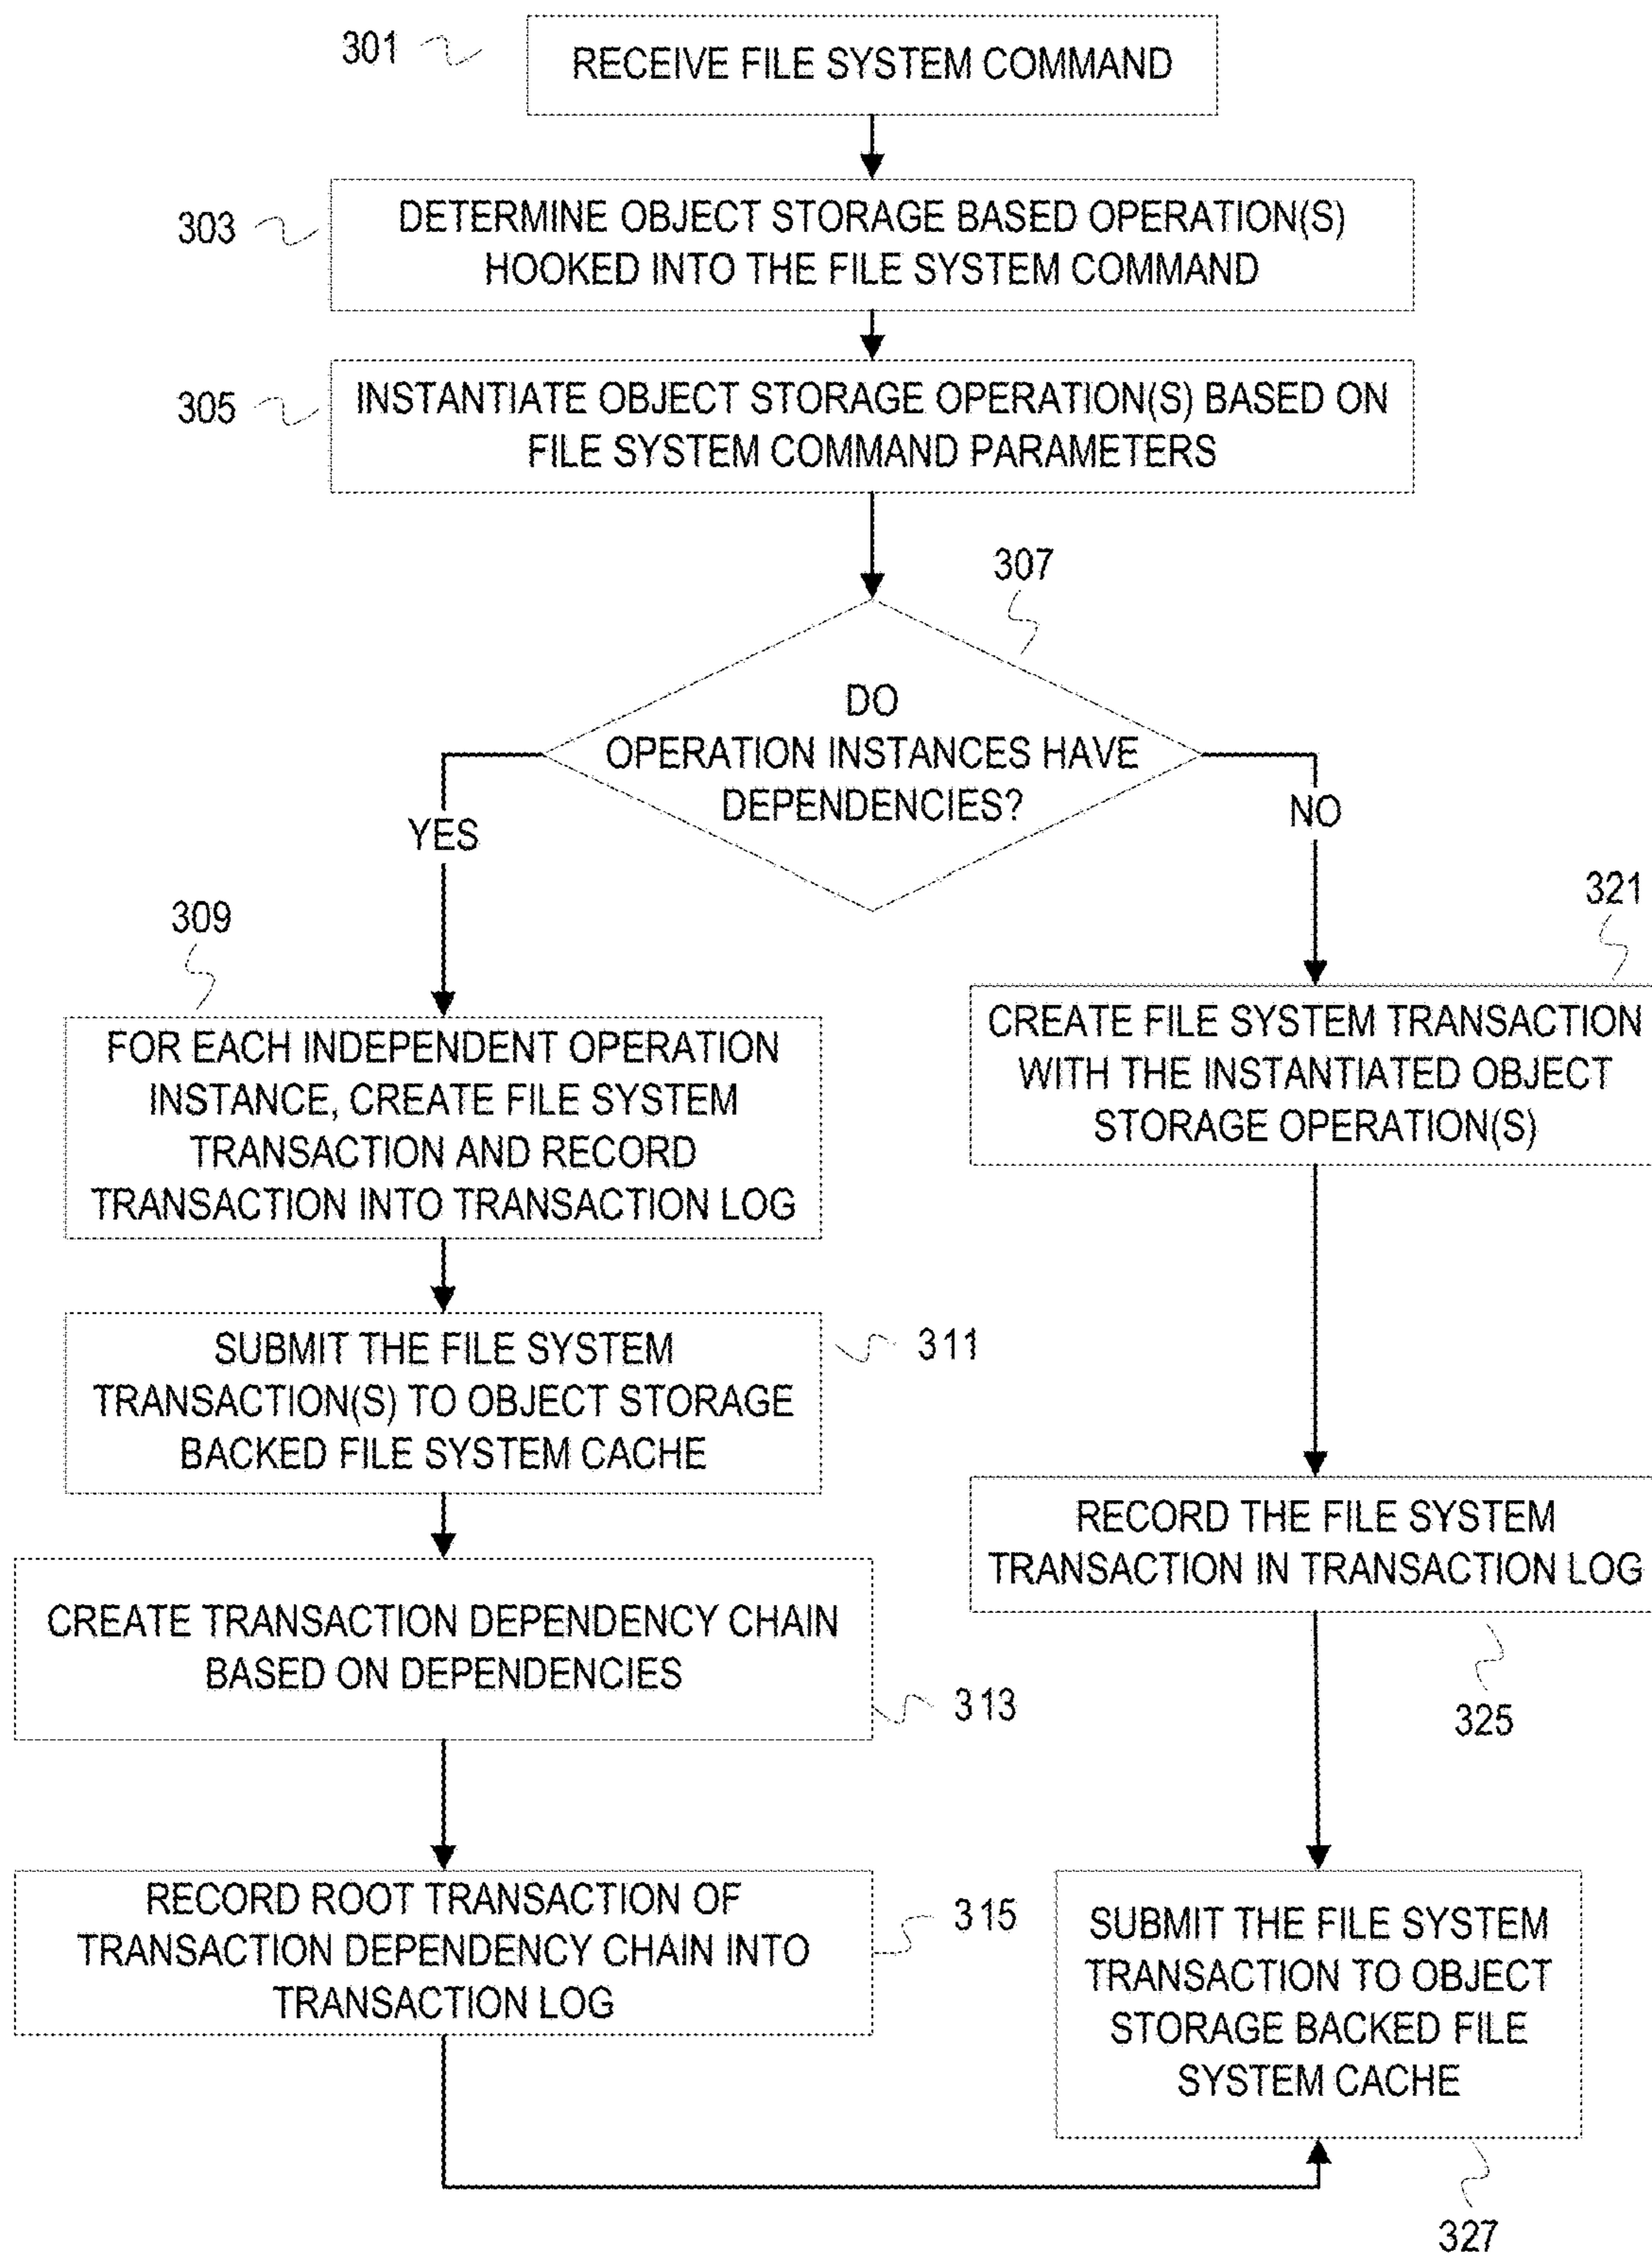 301
RECEIVE FILE SYSTEM COMMAND
303
DETERMINE OBJECT STORAGE BASED OPERATION(S)
HOOKED INTO THE FILE SYSTEM COMMAND
305
INSTANTIATE OBJECT STORAGE OPERATION(S) BASED ON
FILE SYSTEM COMMAND PARAMETERS
307
DO
OPERATION INSTANCES HAVE
DEPENDENCIES?
YES
NO
309
FOR EACH INDEPENDENT OPERATION
INSTANCE, CREATE FILE SYSTEM
TRANSACTION AND RECORD
TRANSACTION INTO TRANSACTION LOG
311
SUBMIT THE FILE SYSTEM
TRANSACTION(S) TO OBJECT STORAGE
BACKED FILE SYSTEM CACHE
CREATE TRANSACTION DEPENDENCY CHAIN
BASED ON DEPENDENCIES
313
RECORD ROOT TRANSACTION OF
TRANSACTION DEPENDENCY CHAIN INTO
TRANSACTION LOG
315
321
CREATE FILE SYSTEM TRANSACTION
WITH THE INSTANTIATED OBJECT
STORAGE OPERATION(S)
RECORD THE FILE SYSTEM
TRANSACTION IN TRANSACTION LOG
325
SUBMIT THE FILE SYSTEM
TRANSACTION TO OBJECT
STORAGE BACKED FILE
SYSTEM CACHE
327